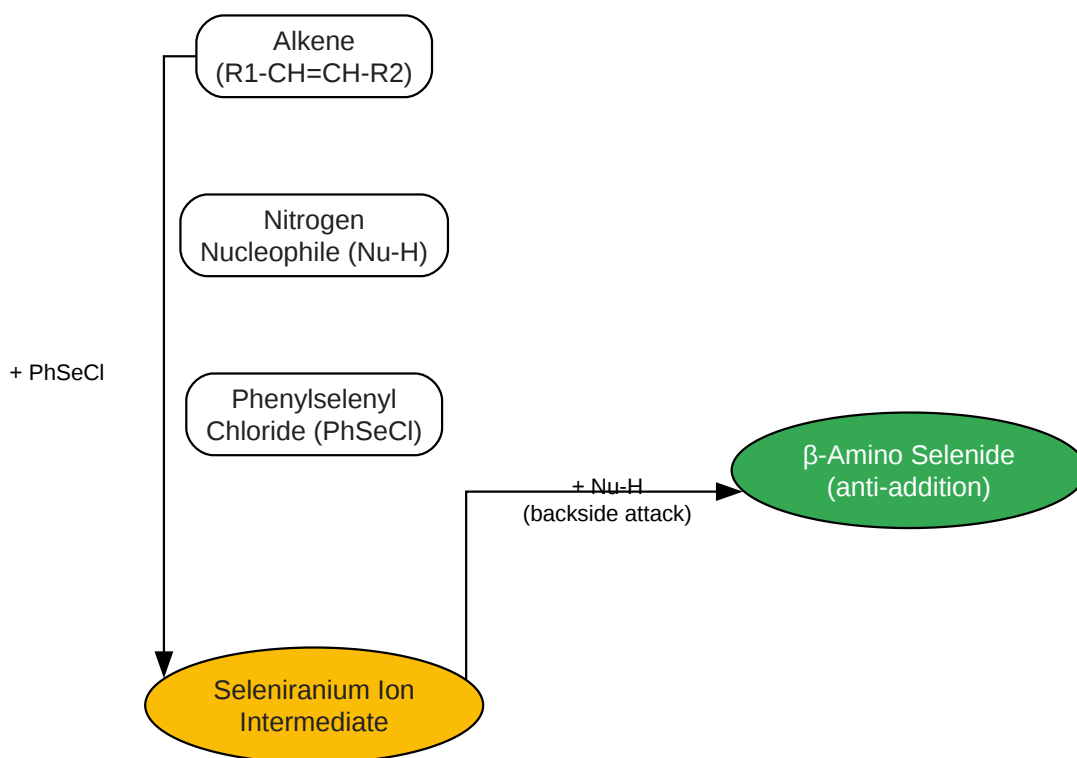 Alkene
(R1-CH=CH-R2)
Nitrogen
Nucleophile (Nu-H)
+ PhSeCl
Phenylselenyl
Chloride (PhSeCl)
β-Amino Selenide
(anti-addition)
+ Nu-H
(backside attack)
Seleniranium Ion
Intermediate